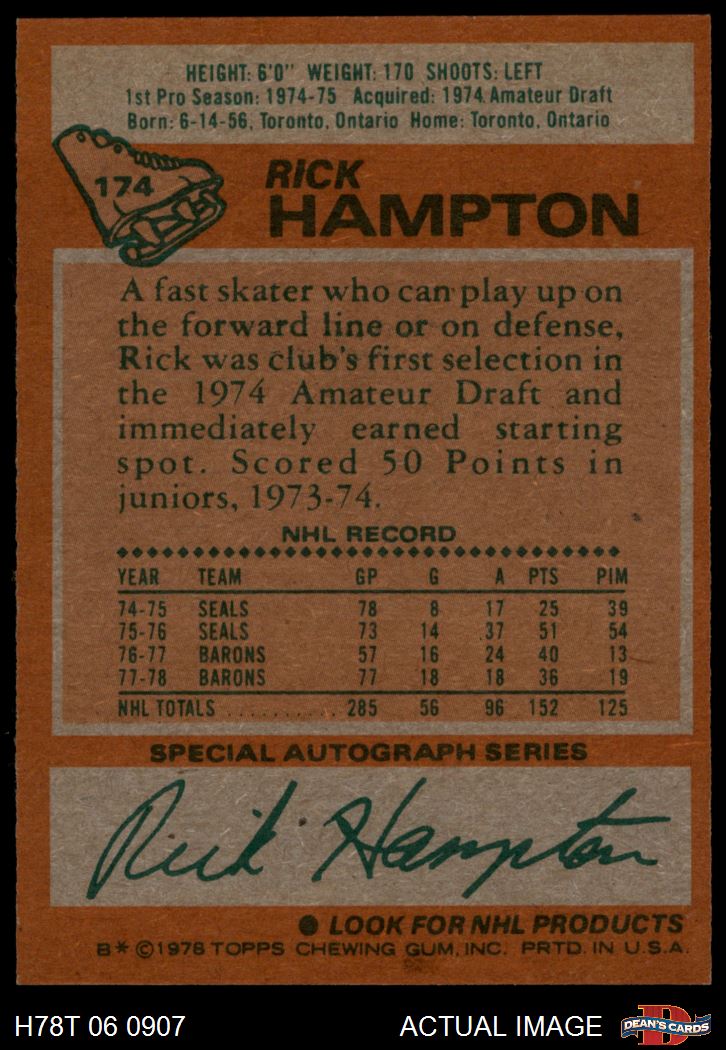 HEIGHT: 6'0" WEIGHT: 170 SHOOTS: LEFT
1st Pro Season: 1974-75 Acquired: 1974 Amateur Draft
Born: 6-14-56, Toronto, Ontario Home: Toronto, Ontario
174
RICK
HAMPTON
A fast skater who can play up on
the forward line or on defense,
Rick was club's first selection in
the 1974 Amateur Draft and
immediately earned starting
spot. Scored 50 Points in
juniors, 1973-74.
NHL RECORD
YEAR TEAM GP G A PTS PIM
74-75 SEALS 78 8 17 25 39
75-76 SEALS 73 14 37 51 54
76-77 BARONS 57 16 24 40 13
77-78 BARONS 77 18 18 36 19
NHL TOTALS .......... 285 56 96 152 125
SPECIAL AUTOGRAPH SERIES
Rick Hampton
● LOOK FOR NHL PRODUCTS
B* ©1978 TOPPS CHEWING GUM, INC. PRTD. IN U.S.A.
H78T 06 0907 ACTUAL IMAGE
D
DEAN'S CARDS